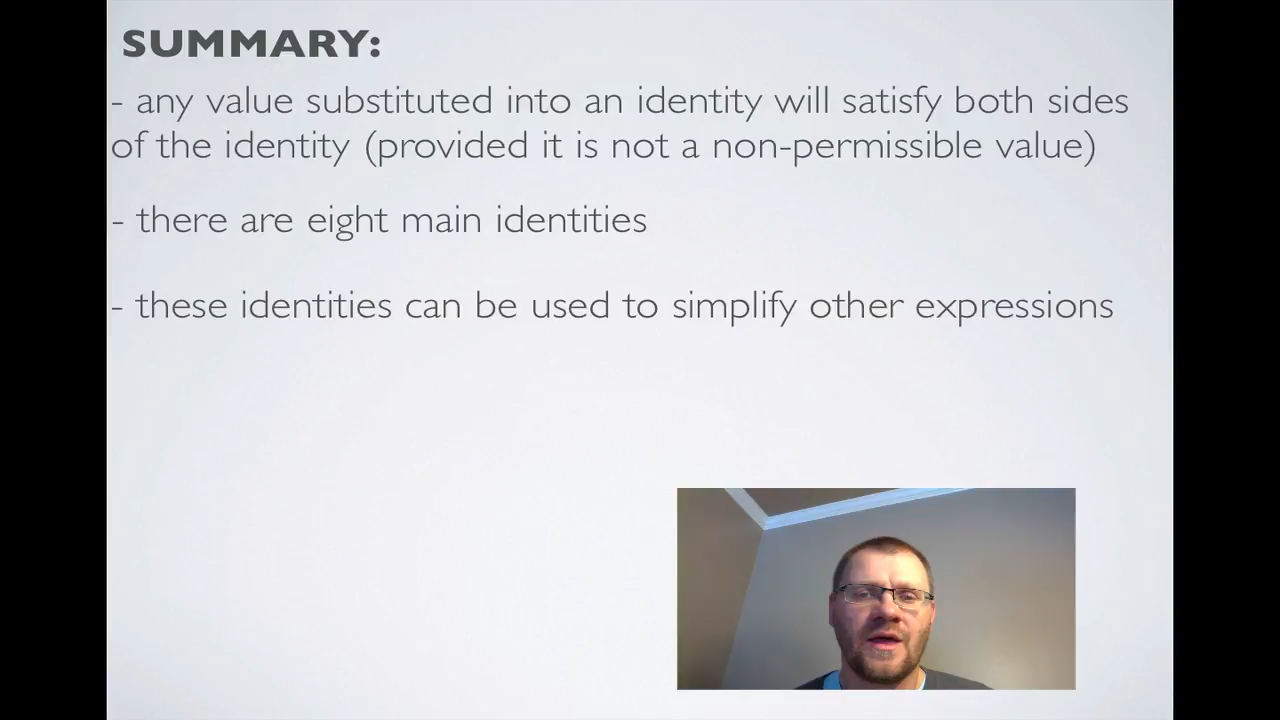 SUMMARY:
- any value substituted into an identity will satisfy both sides
of the identity (provided it is not a non-permissible value)
- there are eight main identities
- these identities can be used to simplify other expressions